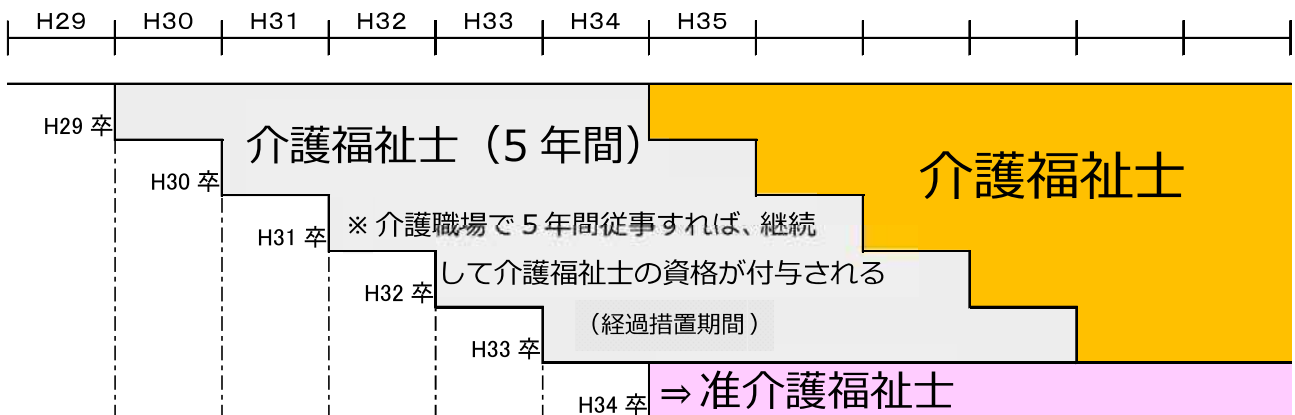 H29 H30 H31 H32 H33 H34 H35
H29 卒
介護福祉士（5 年間）
介護福祉士
H30 卒
※ 介護職場で 5 年間従事すれば、継続
H31 卒
して介護福祉士の資格が付与される
H32 卒
（経過措置期間）
H33 卒
⇒ 准介護福祉士
H34 卒